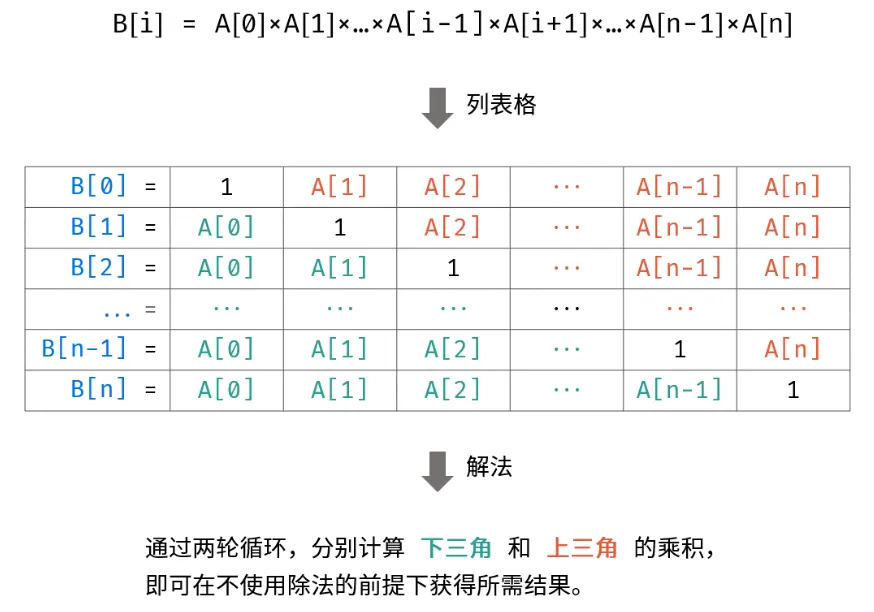 B[i] = A[0]×A[1]×…×A[i-1]×A[i+1]×…×A[n-1]×A[n]
列表格
B[0] = 1 A[1] A[2] ··· A[n-1] A[n]
B[1] = A[0] 1 A[2] ··· A[n-1] A[n]
B[2] = A[0] A[1] 1 ··· A[n-1] A[n]
... = ··· ··· ··· ··· ··· ···
B[n-1] = A[0] A[1] A[2] ··· 1 A[n]
B[n] = A[0] A[1] A[2] ··· A[n-1] 1
解法
通过两轮循环，分别计算 下三角 和 上三角 的乘积，
即可在不使用除法的前提下获得所需结果。